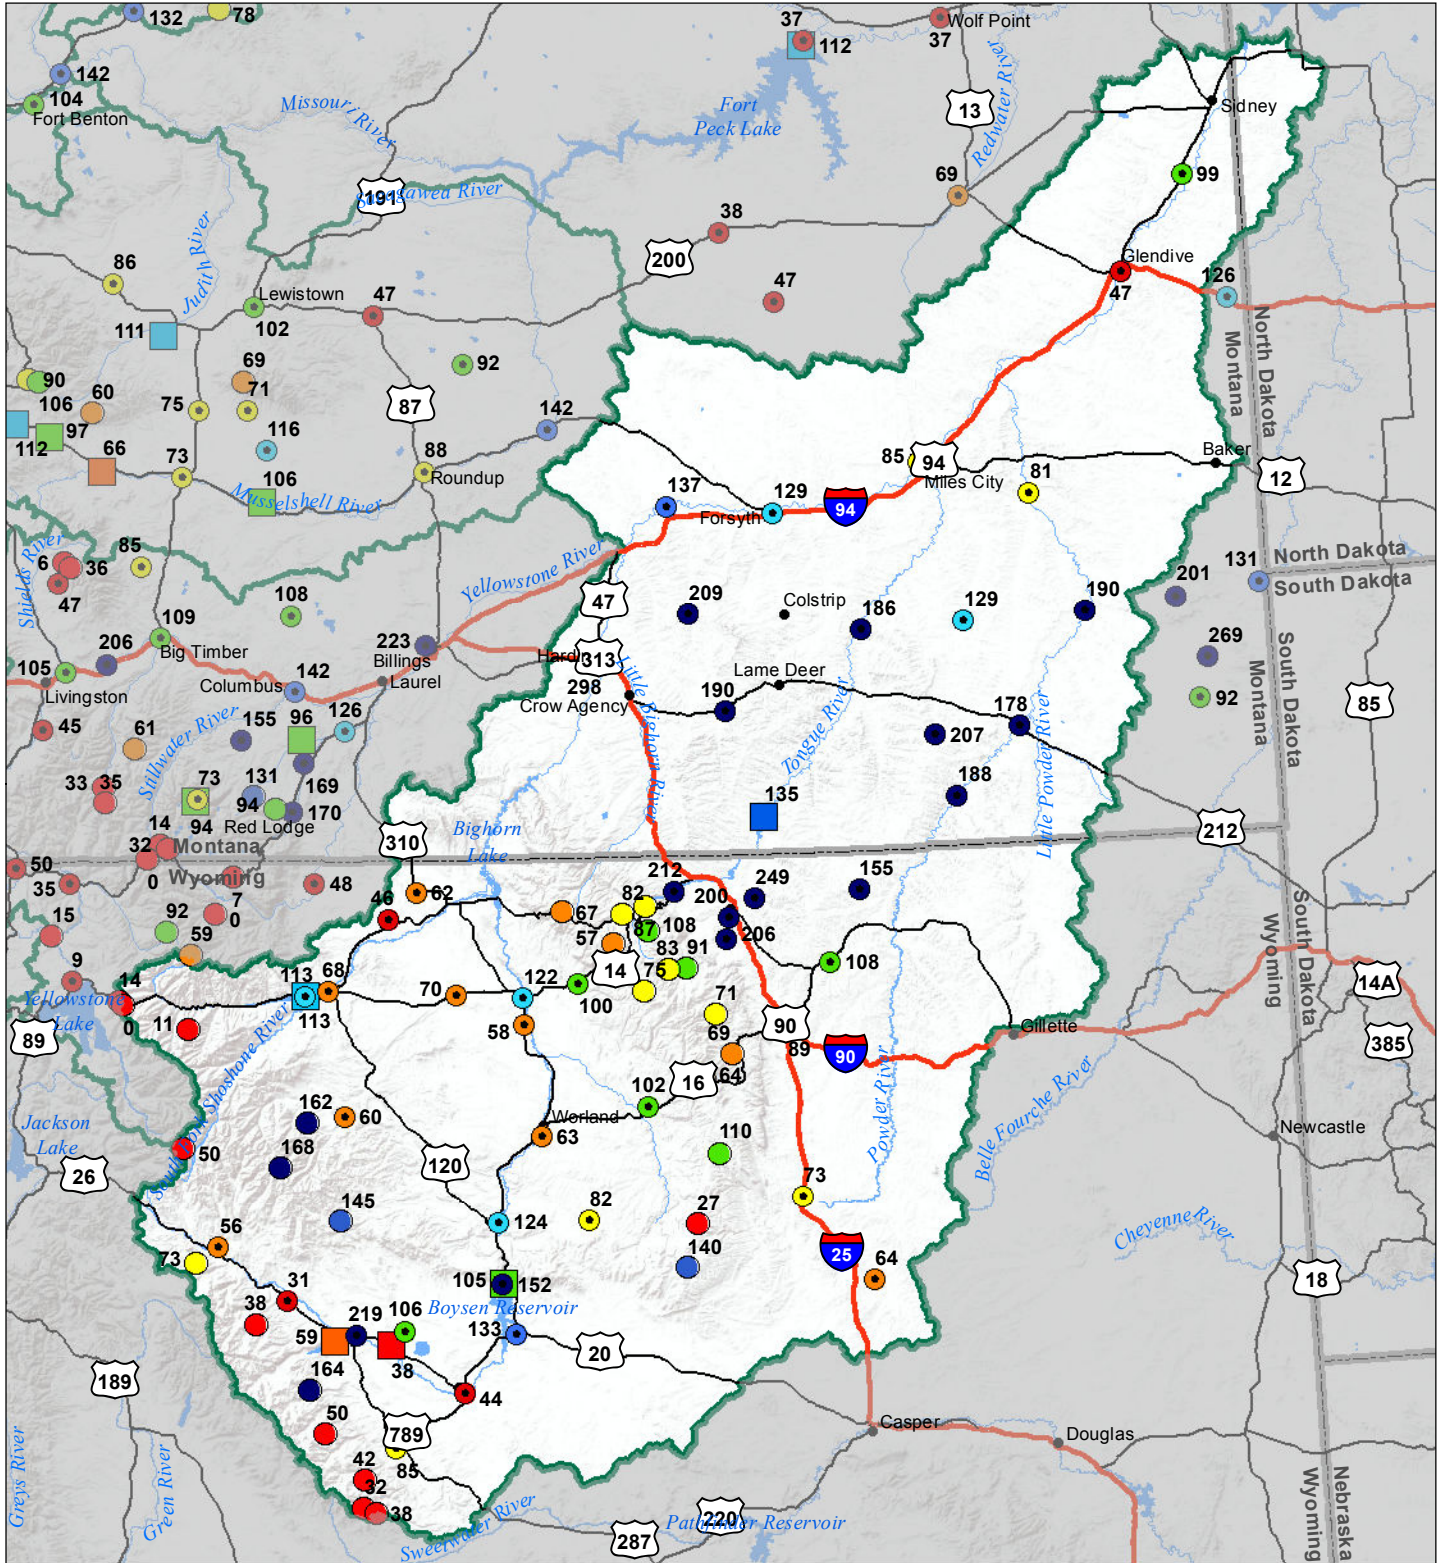 132
78
37
112
Wolf Point
37
142
104
Fort Benton
Missouri River
Fort
Peck Lake
13
Redwater River
Sidney
99
69
191
Sacagawea River
38
200
Judith River
86
Lewistown
102
111
47
47
Glendive
47
126
North Dakota
Montana
90
60
106
112
97
66
69
71
75
116
73
106
92
87
142
88
Roundup
Musselshell River
85
94
Miles City
81
Baker
12
137
Forsyth
129
94
Shields River
6
36
47
85
108
Yellowstone River
47
209
Colstrip
186
129
190
201
131
North Dakota
South Dakota
109
Big Timber
206
105
Livingston
223
Billings
Laurel
Hardin
313
298
Crow Agency
Little Bighorn River
Lame Deer
190
178
269
92
South Dakota
Montana
85
142
Columbus
45
61
155
96
126
Stillwater River
Tongue River
207
Little Powder River
188
135
33
35
73
94
131
94
169
170
Red Lodge
14
32
0
Montana
Wyoming
310
Bighorn
Lake
212
50
35
48
7
0
15
92
59
46
62
67
82
57
87
108
212
200
249
206
155
South Dakota
Wyoming
9
14
0
Yellowstone
Lake
11
113
113
68
70
122
58
100
14
75
83
91
108
71
69
64
90
89
90
Gillette
14A
385
89
South Fork Shoshone River
16
102
Powder River
Belle Fourche River
Jackson
Lake
26
50
162
168
60
120
Worland
63
110
Newcastle
145
124
82
27
140
73
25
64
Cheyenne River
18
56
73
31
38
59
219
106
38
105
152
Boysen Reservoir
133
20
164
44
50
789
85
42
32
38
189
Greys River
Green River
Sweetwater River
287
220
Pathfinder Reservoir
Casper
Douglas
Nebraska
Wyoming